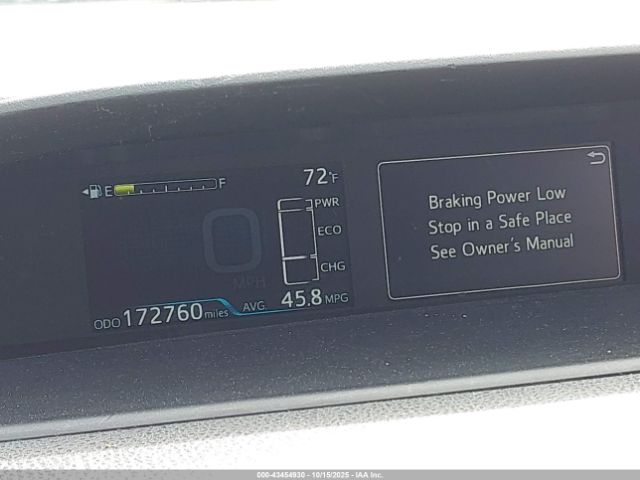 E F
72°F
PWR
ECO
CHG
0
MPH
ODO 172760 miles AVG. 45.8 MPG
Braking Power Low
Stop in a Safe Place
See Owner's Manual
000-43454930 - 10/15/2025 - IAA Inc.